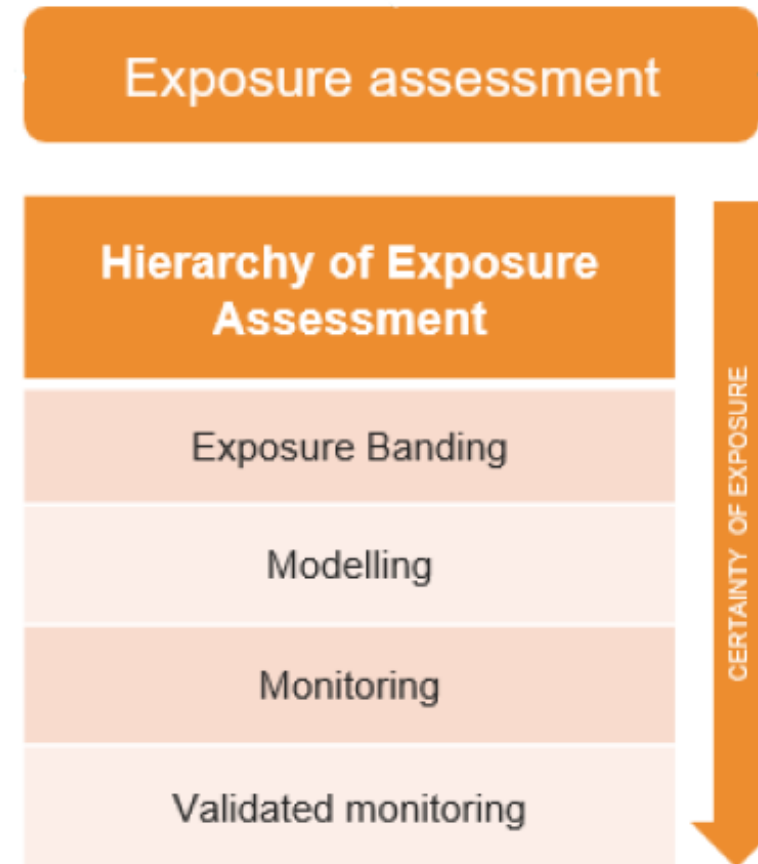 Exposure assessment
Hierarchy of Exposure
Assessment
Exposure Banding
Modelling
Monitoring
Validated monitoring
CERTAINTY OF EXPOSURE